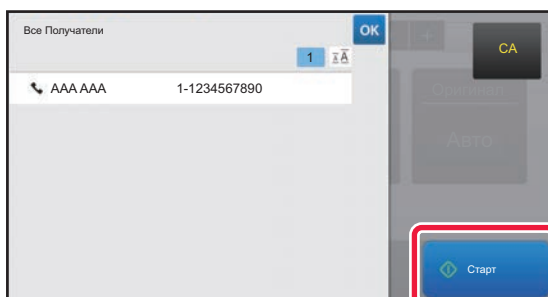 Все Получатели
OK
CA
1
AAA AAA 1-1234567890
Оригинал
Авто
Старт